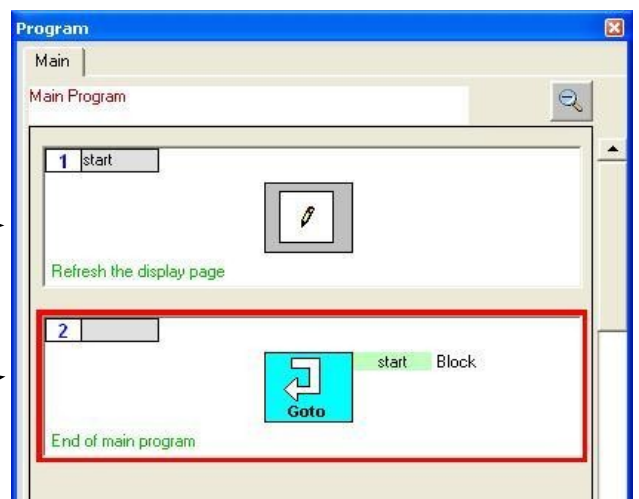 Program
Main
Main Program
1 start
Refresh the display page
2
start Block
Goto
End of main program